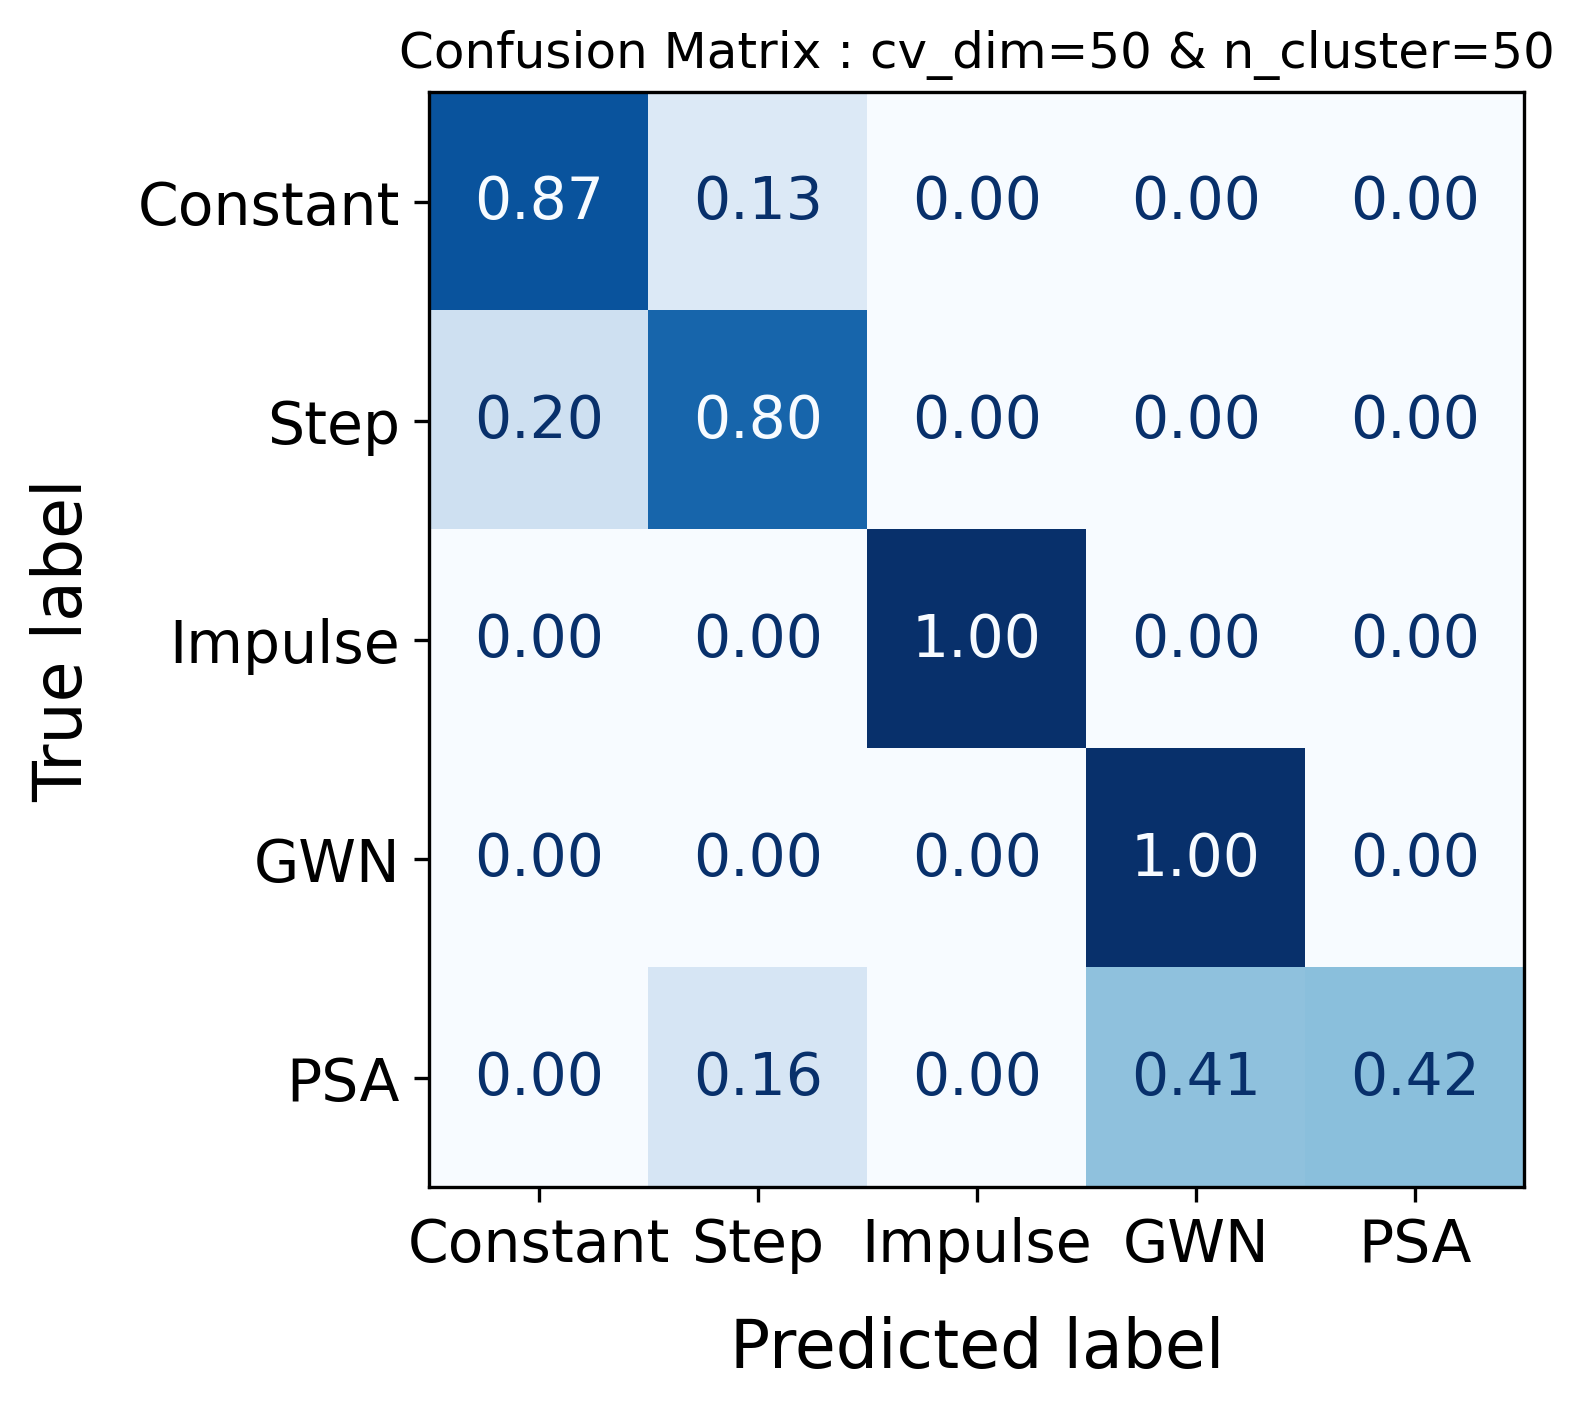 Confusion Matrix : cv_dim=50 & n_cluster=50
True label
Constant 0.87 0.13 0.00 0.00 0.00
Step 0.20 0.80 0.00 0.00 0.00
Impulse 0.00 0.00 1.00 0.00 0.00
GWN 0.00 0.00 0.00 1.00 0.00
PSA 0.00 0.16 0.00 0.41 0.42
Constant Step Impulse GWN PSA
Predicted label